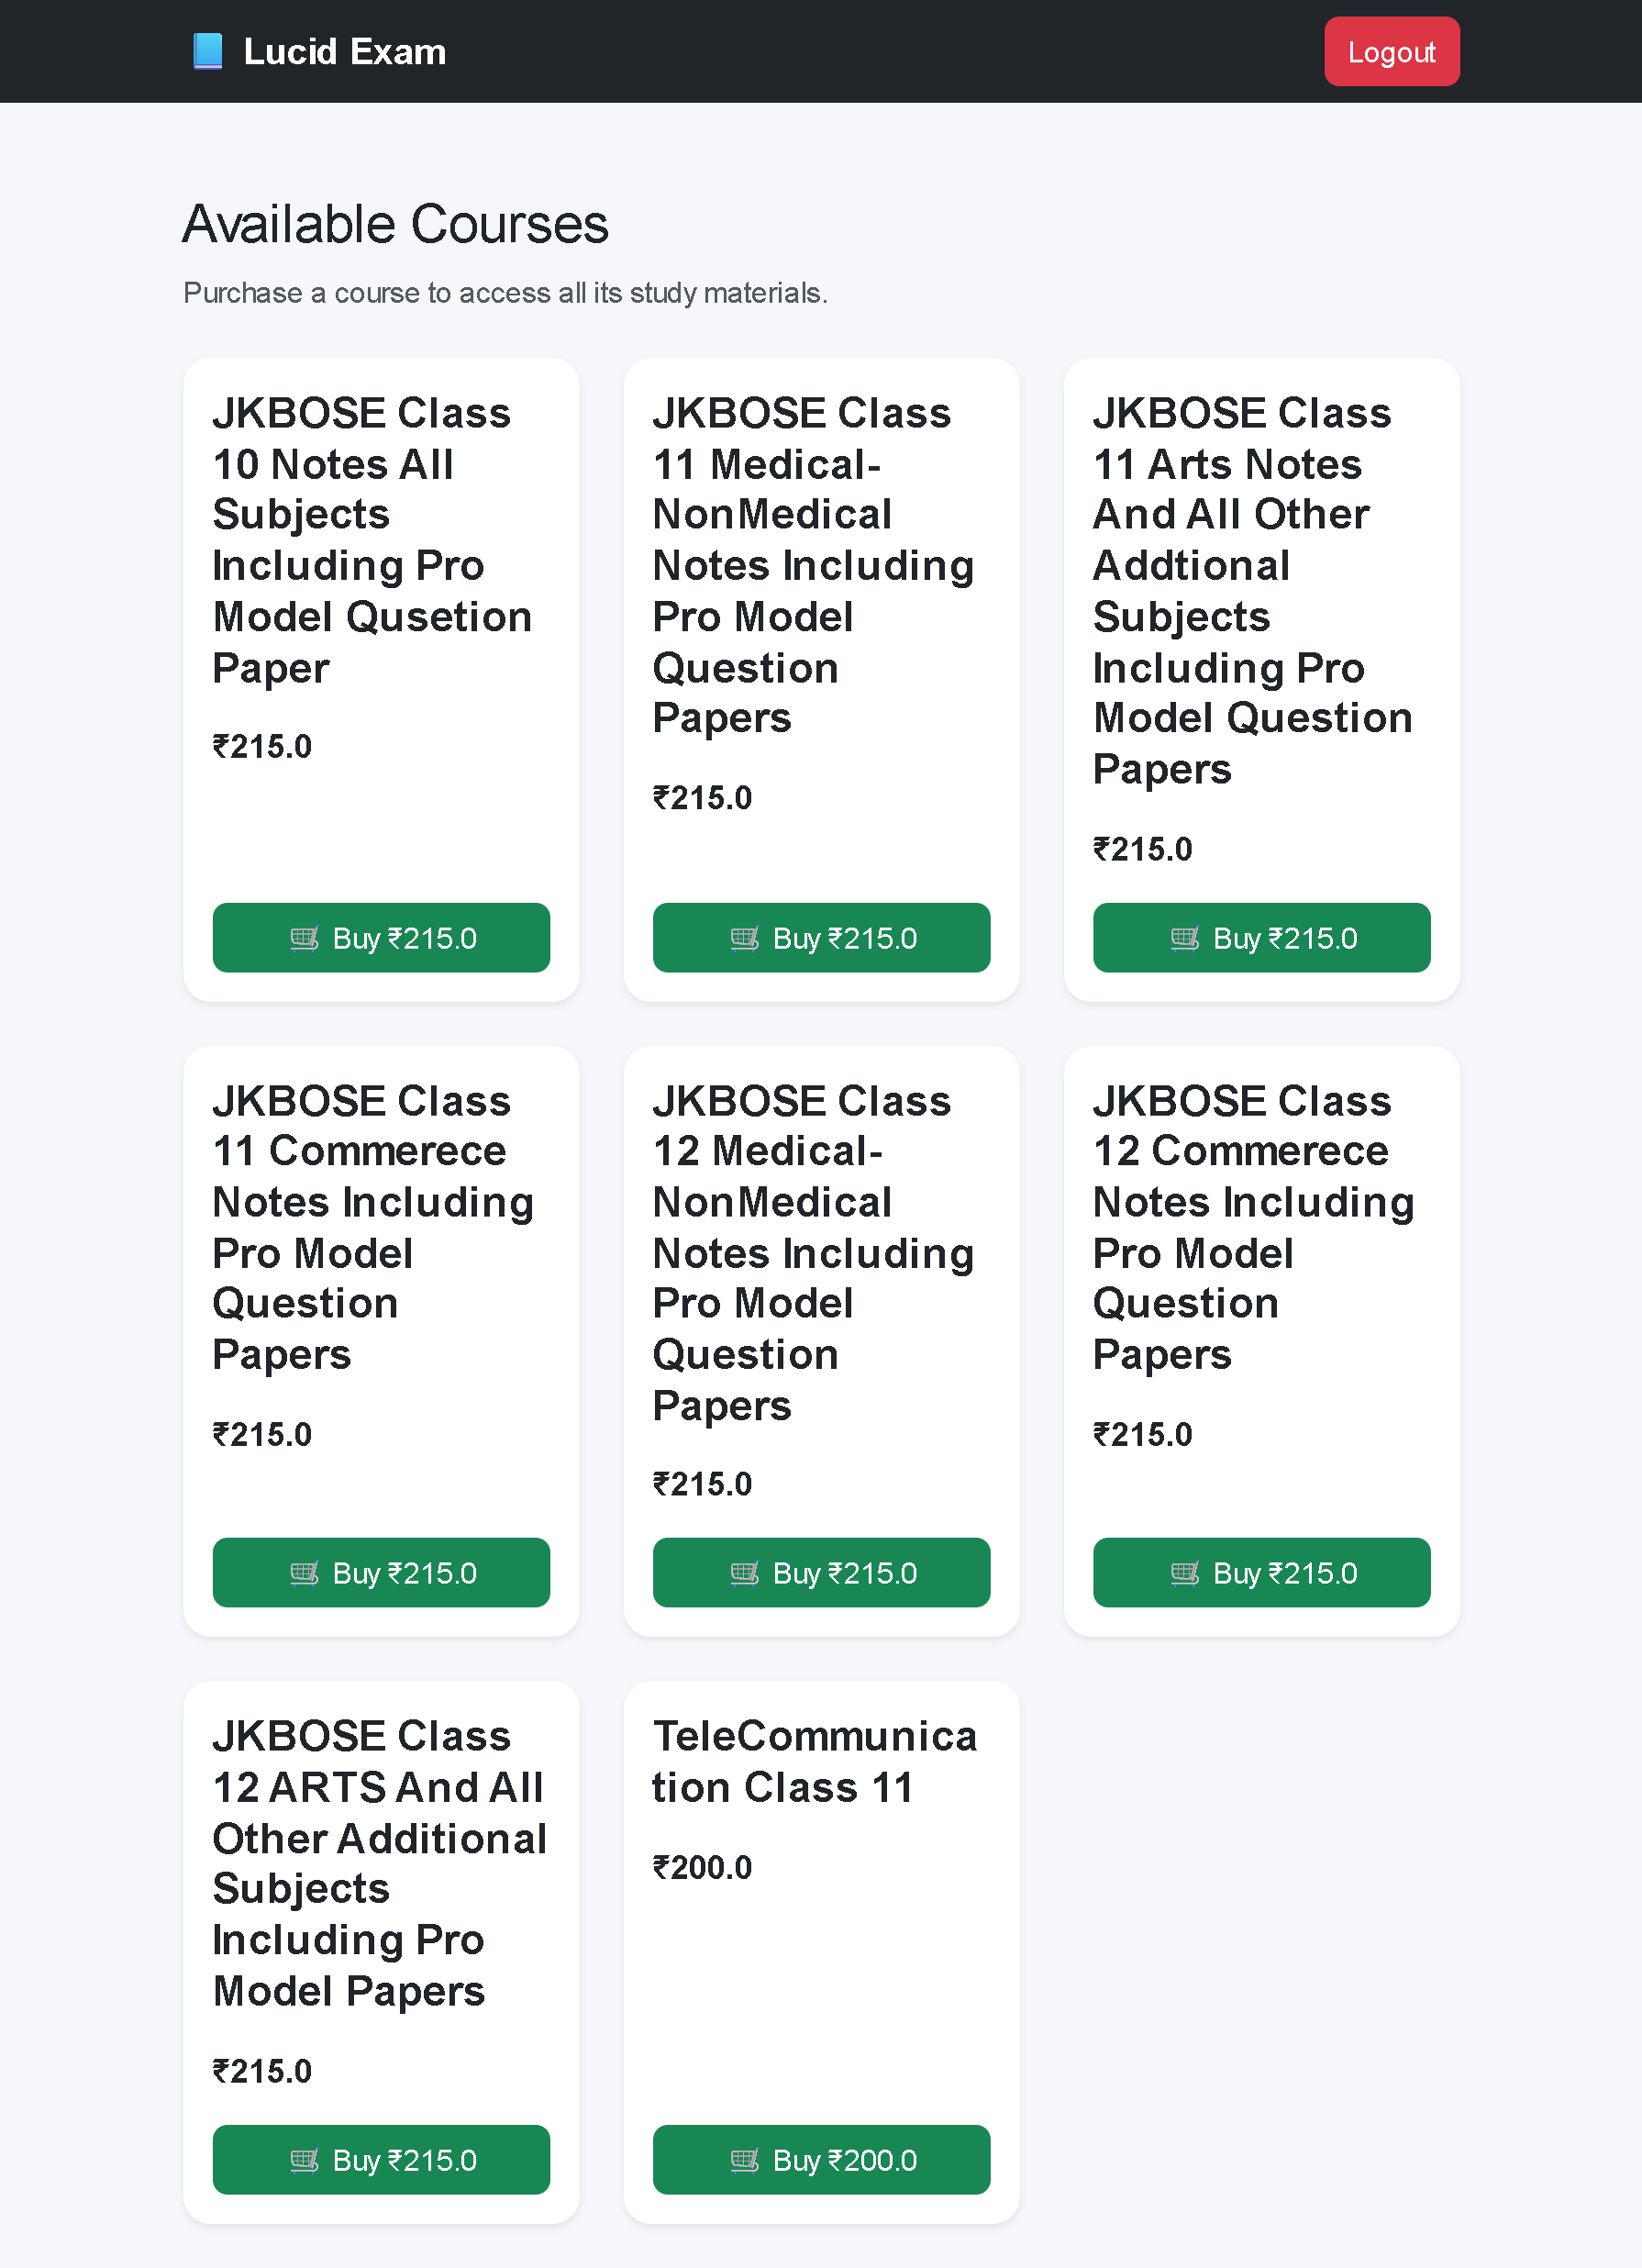 Lucid Exam
Logout
Available Courses
Purchase a course to access all its study materials.
JKBOSE Class
10 Notes All
Subjects
Including Pro
Model Qusetion
Paper
₹215.0
Buy ₹215.0
JKBOSE Class
11 Medical-
NonMedical
Notes Including
Pro Model
Question
Papers
₹215.0
Buy ₹215.0
JKBOSE Class
11 Arts Notes
And All Other
Addtional
Subjects
Including Pro
Model Question
Papers
₹215.0
Buy ₹215.0
JKBOSE Class
11 Commerece
Notes Including
Pro Model
Question
Papers
₹215.0
Buy ₹215.0
JKBOSE Class
12 Medical-
NonMedical
Notes Including
Pro Model
Question
Papers
₹215.0
Buy ₹215.0
JKBOSE Class
12 Commerece
Notes Including
Pro Model
Question
Papers
₹215.0
Buy ₹215.0
JKBOSE Class
12 ARTS And All
Other Additional
Subjects
Including Pro
Model Papers
₹215.0
Buy ₹215.0
TeleCommunica
tion Class 11
₹200.0
Buy ₹200.0